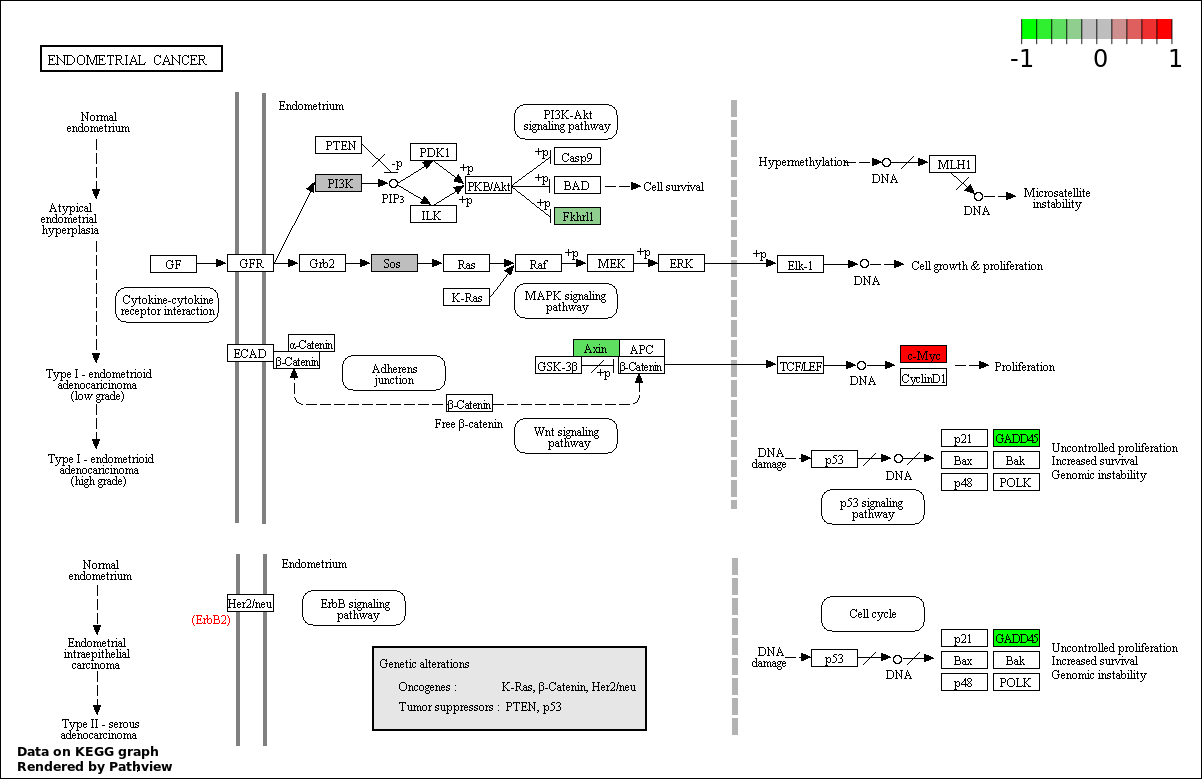 ENDOMETRIAL CANCER
-1 0 1
Normal
endometrium
Atypical
endometrial
hyperplasia
Type I - endometrioid
adenocarcinoma
(low grade)
Type I - endometrioid
adenocaricinoma
(high grade)
Endometrium
PI3K-Akt
signaling pathway
PTEN
PDK1
-p
+p
+p
Casp9
PI3K
PIP3
PKB/Akt
+p
BAD
Cell survival
ILK
+p
+p
Fkhrl1
Hypermethylation
DNA
MLH1
DNA
Microsatellite
instability
GF
GFR
Grb2
Sos
Ras
Raf
+p
MEK
+p
ERK
+p
Elk-1
DNA
Cell growth & proliferation
K-Ras
Cytokine-cytokine
receptor interaction
MAPK signaling
pathway
ECAD
α-Catenin
β-Catenin
Adherens
junction
Axin
APC
GSK-3β
+p
β-Catenin
TCF/LEF
DNA
c-Myc
CyclinD1
Proliferation
β-Catenin
Free β-catenin
Wnt signaling
pathway
DNA
damage
p53
DNA
p21
GADD45
Bax
Bak
p48
POLK
Uncontrolled proliferation
Increased survival
Genomic instability
p53 signaling
pathway
Normal
endometrium
Endometrial
intraepithelial
carcinoma
Type II - serous
adenocarcinoma
Endometrium
Her2/neu
(ErbB2)
ErbB signaling
pathway
Cell cycle
DNA
damage
p53
DNA
p21
GADD45
Bax
Bak
p48
POLK
Uncontrolled proliferation
Increased survival
Genomic instability
Genetic alterations
Oncogenes : K-Ras, β-Catenin, Her2/neu
Tumor suppressors : PTEN, p53
Data on KEGG graph
Rendered by Pathview